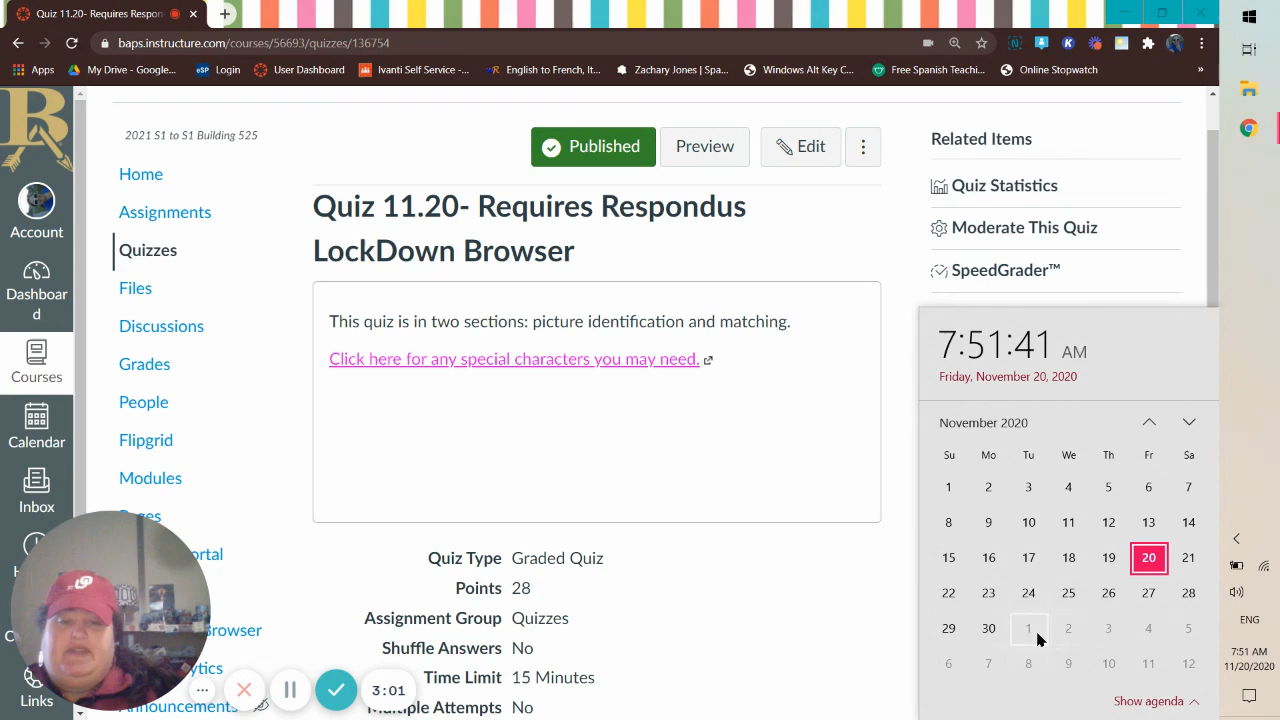 Quiz 11.20- Requires Respond
baps.instructure.com/courses/56693/quizzes/136754
Apps
My Drive - Google...
eSP
Login
User Dashboard
Ivanti Self Service -...
English to French, It...
Zachary Jones | Spa...
Windows Alt Key C...
Free Spanish Teachi...
Online Stopwatch
»
Account
Dashboar
d
Courses
Calendar
Inbox
Links
2021 S1 to S1 Building 525
Home
Assignments
Quizzes
Files
Discussions
Grades
People
Flipgrid
Modules
Pages
ortal
Browser
ytics
Announcements
Published
Preview
Edit
Quiz 11.20- Requires Respondus
LockDown Browser
This quiz is in two sections: picture identification and matching.
Click here for any special characters you may need.
Quiz Type Graded Quiz
Points 28
Assignment Group Quizzes
Shuffle Answers No
Time Limit 15 Minutes
Multiple Attempts No
3:01
Related Items
Quiz Statistics
Moderate This Quiz
SpeedGrader™
7:51:41 AM
Friday, November 20, 2020
November 2020
Su Mo Tu We Th Fr Sa
1 2 3 4 5 6 7
8 9 10 11 12 13 14
15 16 17 18 19 20 21
22 23 24 25 26 27 28
29 30 1 2 3 4 5
6 7 8 9 10 11 12
Show agenda
ENG
7:51 AM
11/20/2020